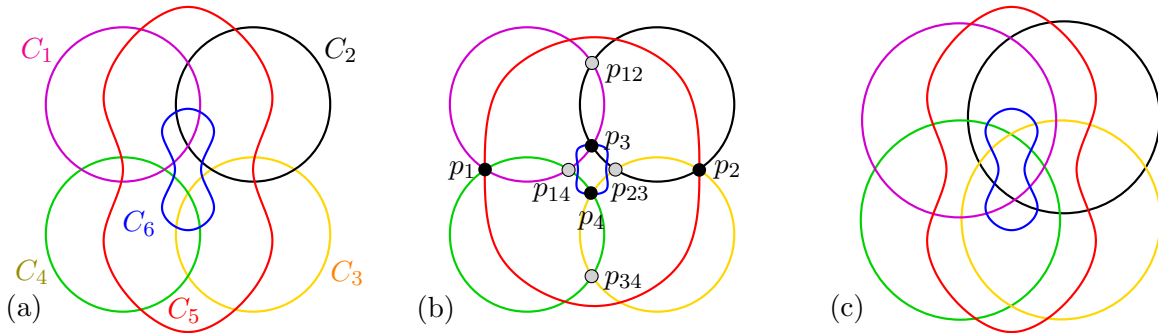 C₁
C₂
C₄
C₆
C₅
C₃
(a)
p₁₂
p₃
p₁
p₁₄
p₂₃
p₂
p₄
p₃₄
(b)
(c)